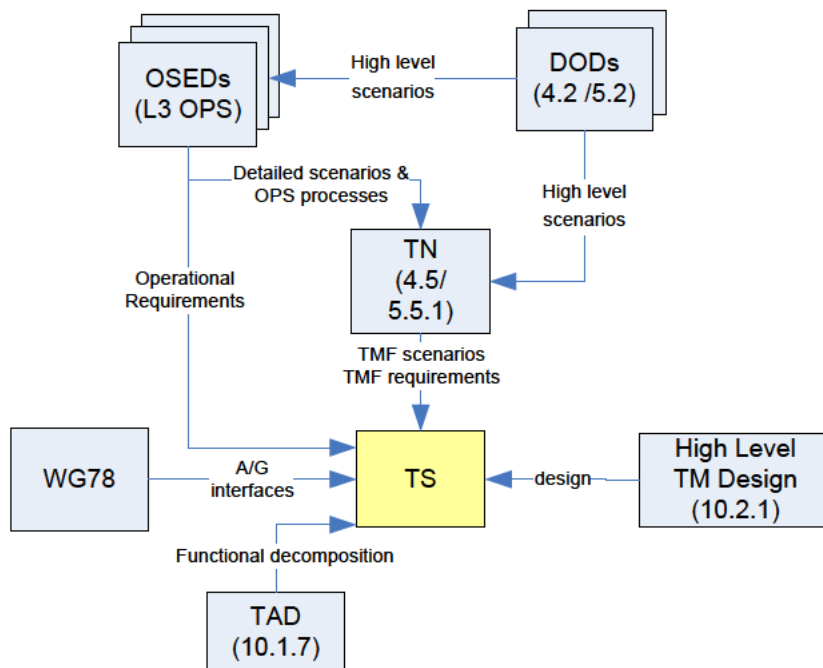 OSEDs
(L3 OPS)
High level
scenarios
DODs
(4.2 /5.2)
Detailed scenarios &
OPS processes
High level
scenarios
TN
(4.5/
5.5.1)
Operational
Requirements
TMF scenarios
TMF requirements
WG78
A/G
interfaces
TS
design
High Level
TM Design
(10.2.1)
Functional decomposition
TAD
(10.1.7)